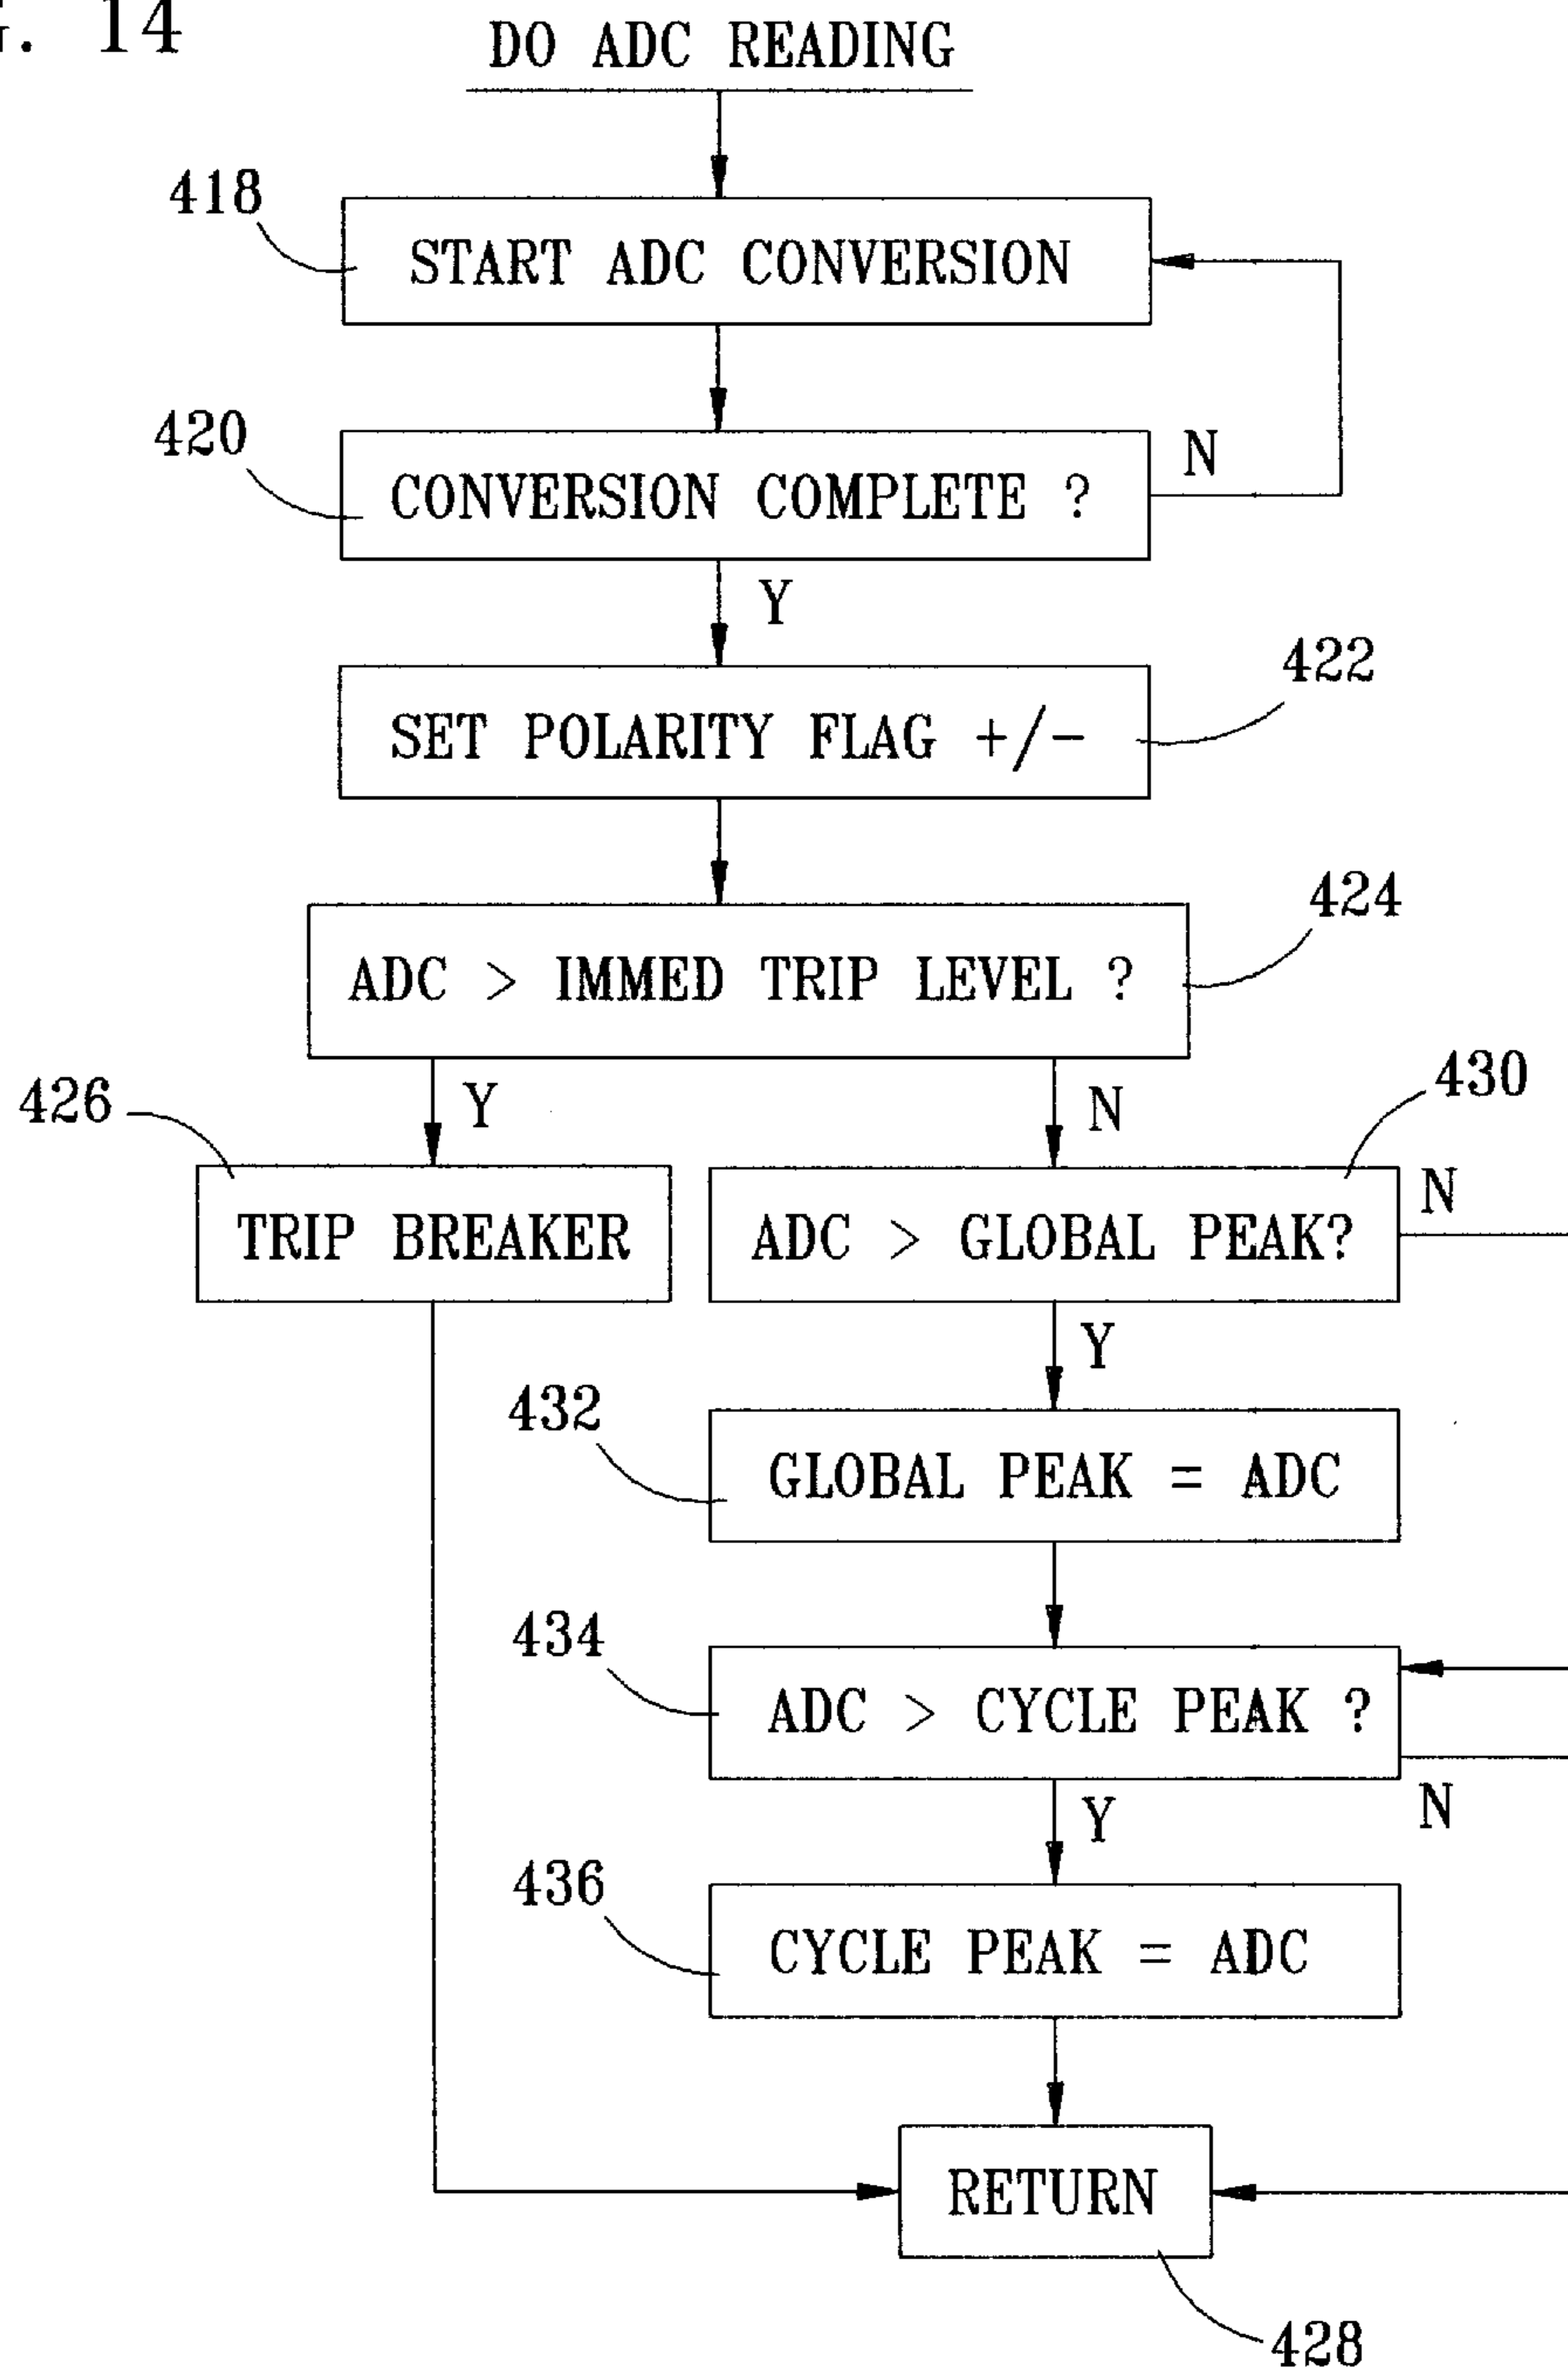 G. 14
DO ADC READING
418
START ADC CONVERSION
420
CONVERSION COMPLETE ?
N
Y
SET POLARITY FLAG +/-
422
424
ADC > IMMED TRIP LEVEL ?
426
Y
N
430
TRIP BREAKER
ADC > GLOBAL PEAK?
N
Y
432
GLOBAL PEAK = ADC
434
ADC > CYCLE PEAK ?
Y
N
436
CYCLE PEAK = ADC
RETURN
428